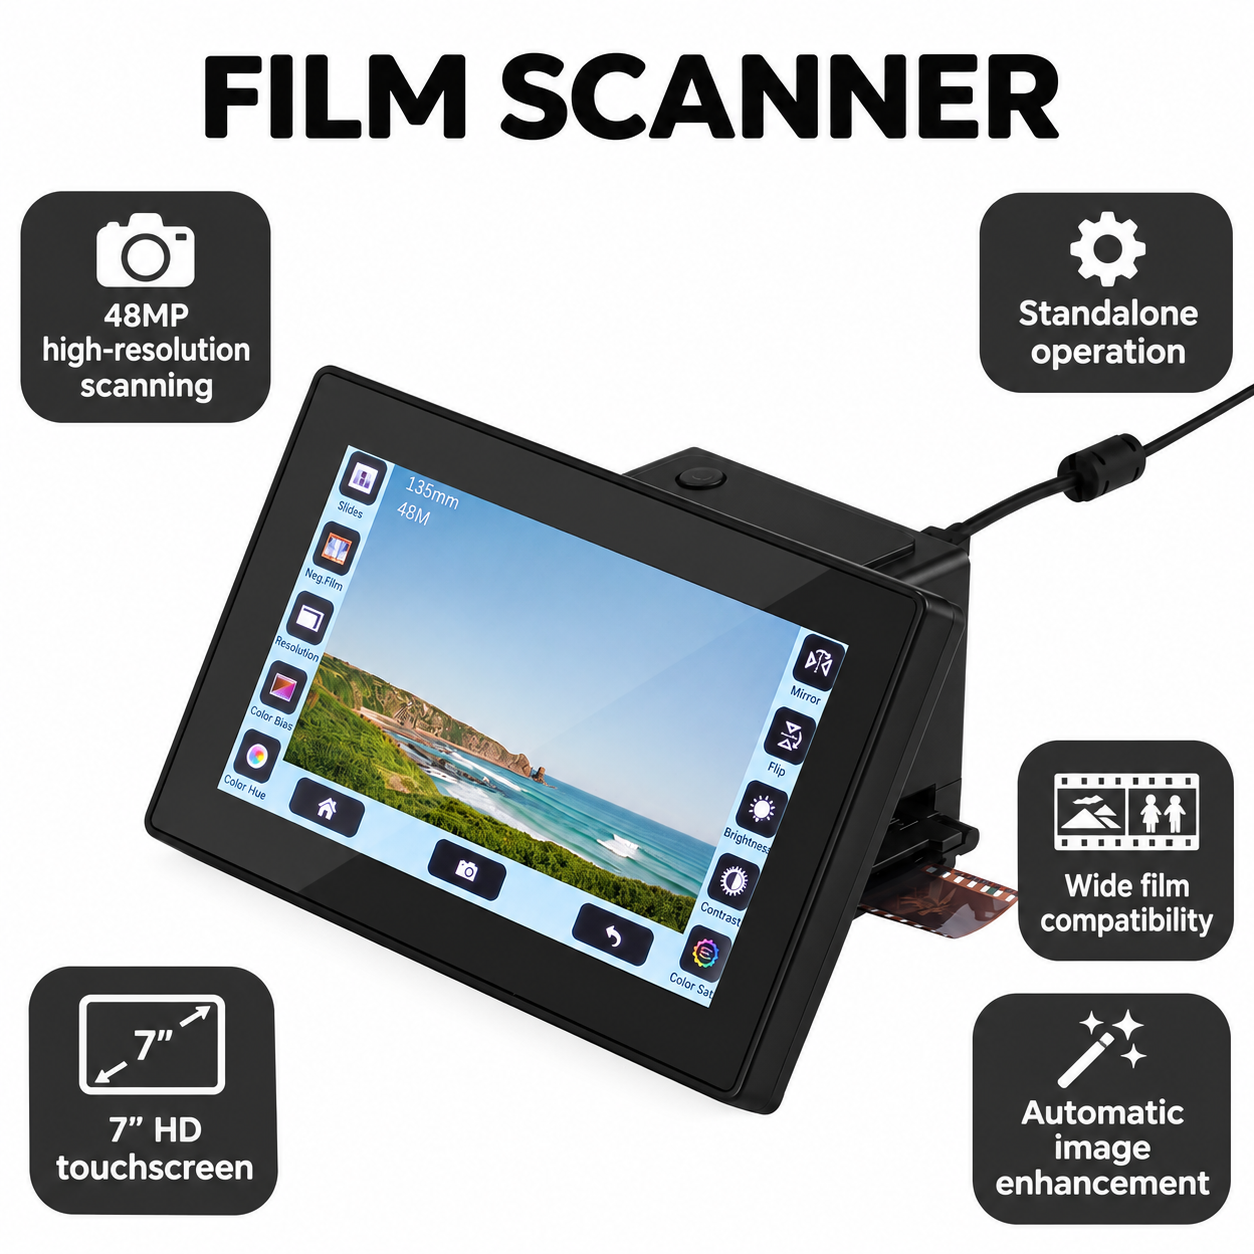 FILM SCANNER
48MP
high-resolution
scanning
Standalone
operation
135mm
48M
Slides
Neg.Film
Resolution
Color Bias
Color Hue
Mirror
Flip
Brightness
Contrast
Color Sat.
Wide film
compatibility
7"
7" HD
touchscreen
Automatic
image
enhancement